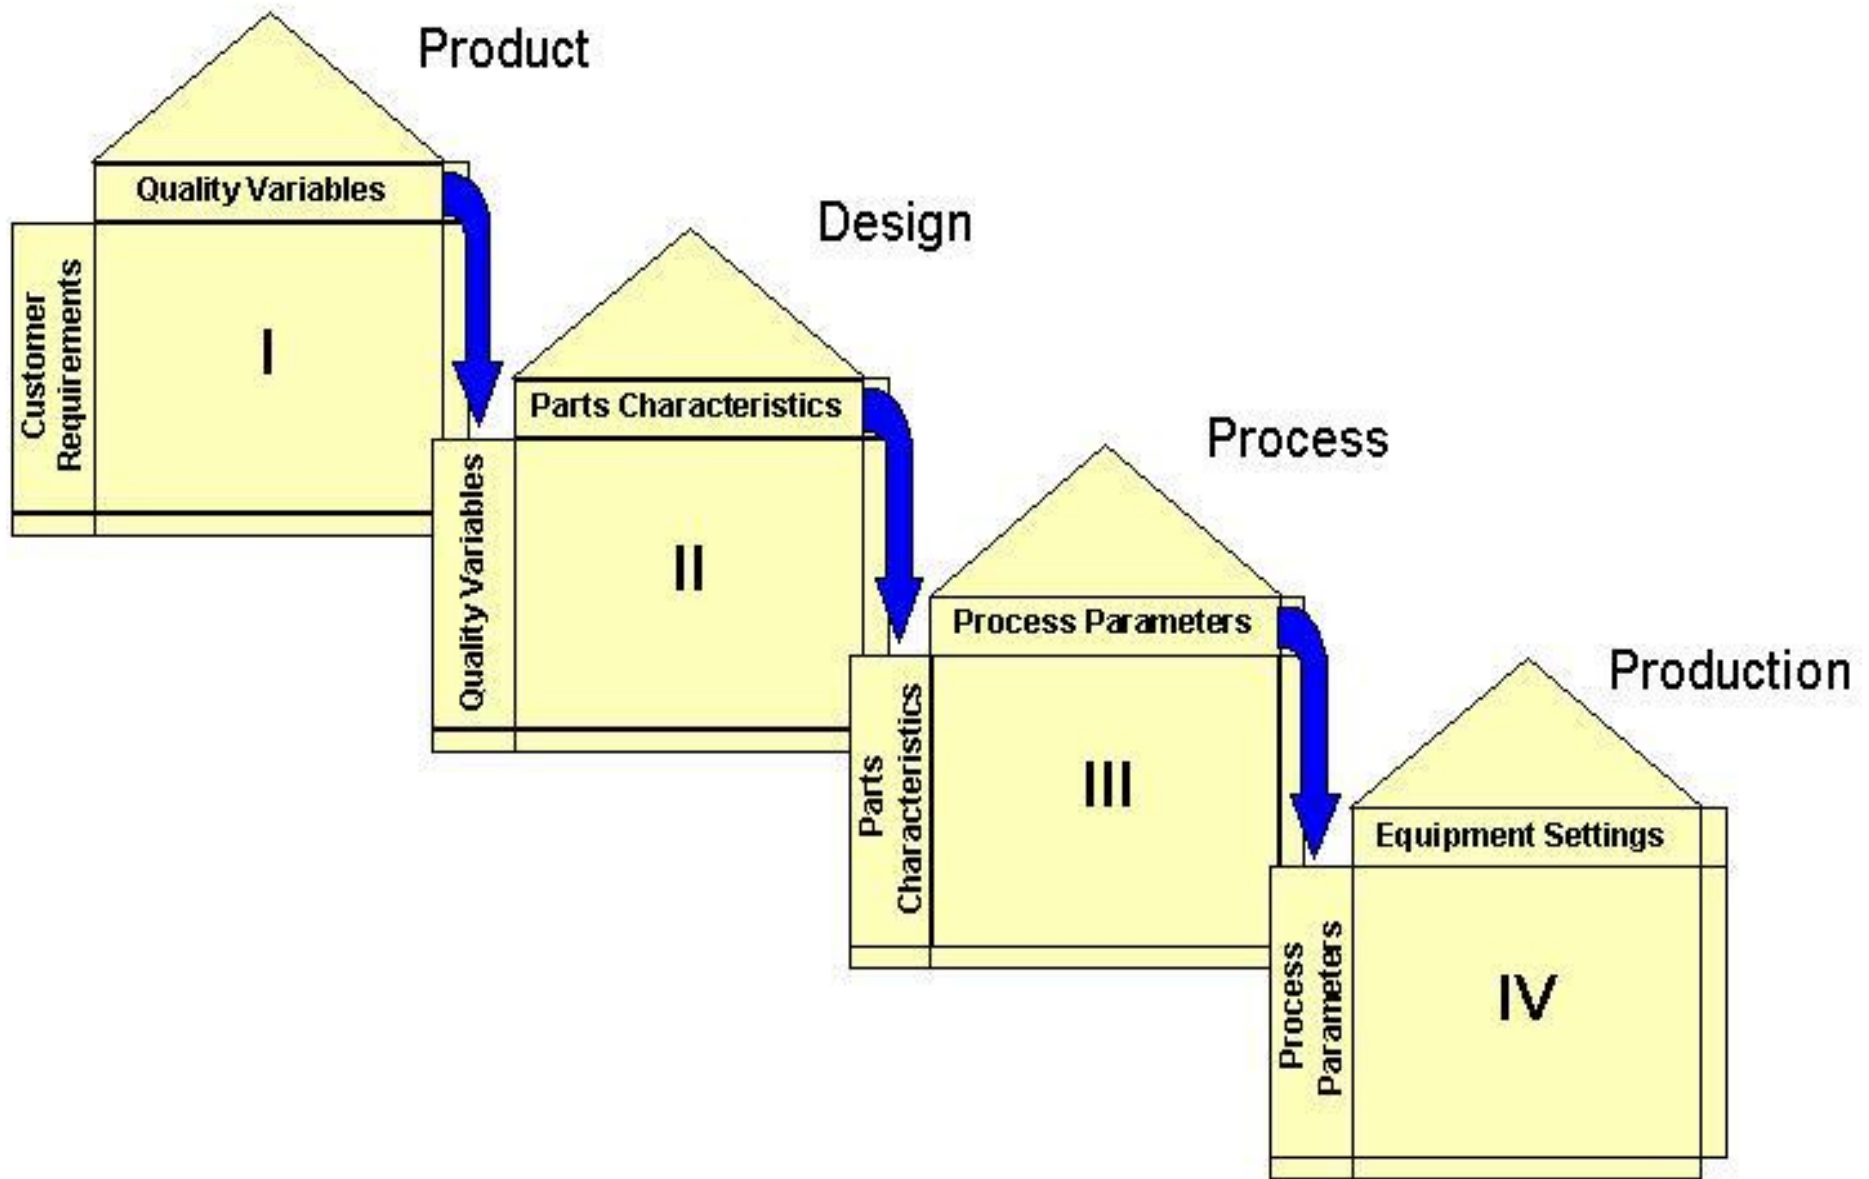 Product
Quality Variables
Customer
Requirements
I
Design
Parts Characteristics
Quality Variables
II
Process
Process Parameters
Parts
Characteristics
III
Production
Equipment Settings
Process
Parameters
IV